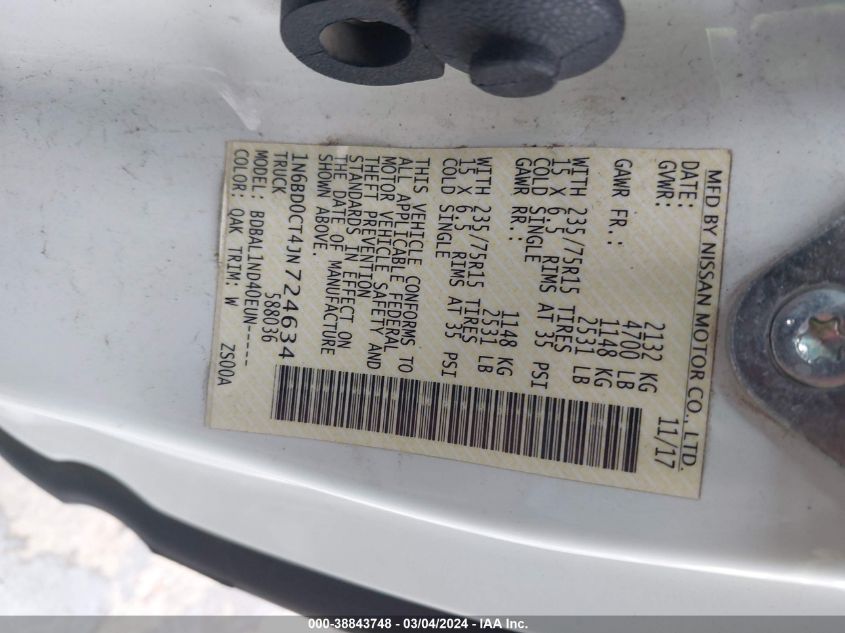 MFD BY NISSAN MOTOR CO., LTD.
DATE: 11/17
GVWR: 2132 KG
4700 LB
GAWR FR.: 1148 KG
2531 LB
WITH 235/75R15 TIRES
15 X 6.5 RIMS AT 35 PSI
COLD SINGLE
GAWR RR.: 1148 KG
2531 LB
WITH 235/75R15 TIRES
15 X 6.5 RIMS AT 35 PSI
COLD SINGLE
THIS VEHICLE CONFORMS TO
ALL APPLICABLE FEDERAL
MOTOR VEHICLE SAFETY AND
THEFT PREVENTION
STANDARDS IN EFFECT ON
THE DATE OF MANUFACTURE
SHOWN ABOVE.
1N6BD0CT4JN724634
TRUCK 588036
MODEL: BDBAL1ND40EUN-----
COLOR: QAK TRIM: W ZS00A
000-38843748 - 03/04/2024 - IAA Inc.